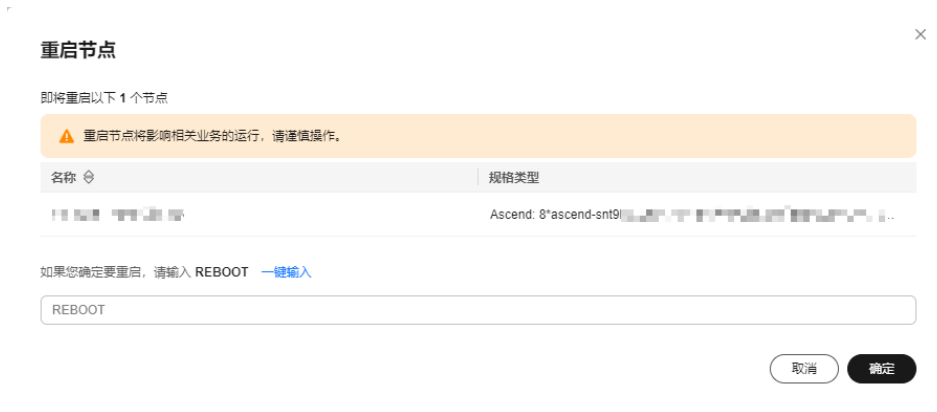 重启节点
即将重启以下 1 个节点
重启节点将影响相关业务的运行，请谨慎操作。
名称 规格类型
Ascend: 8*ascend-snt9
如果您确定要重启，请输入 REBOOT 一键输入
REBOOT
取消 确定